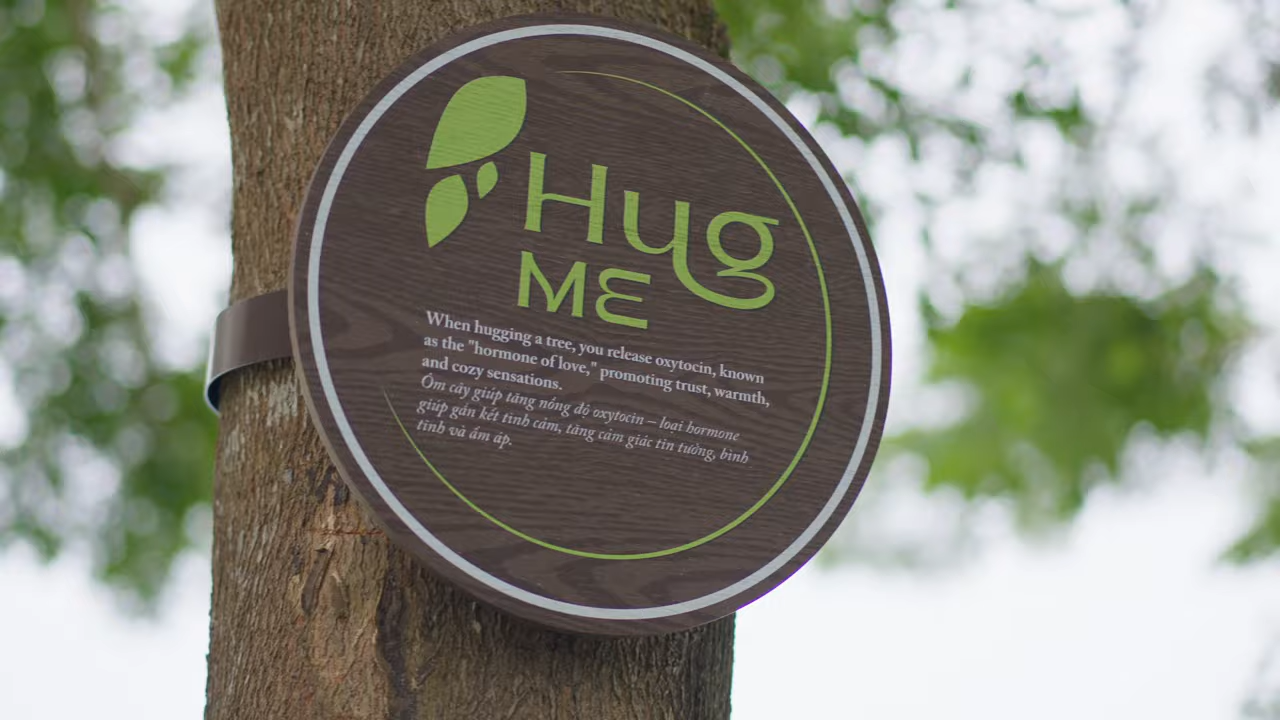 Hug
ME
When hugging a tree, you release oxytocin, known
as the "hormone of love," promoting trust, warmth,
and cozy sensations.
Ôm cây giúp tăng nồng độ oxytocin – loại hormone
giúp gắn kết tình cảm, tăng cảm giác tin tưởng, bình
tĩnh và ấm áp.